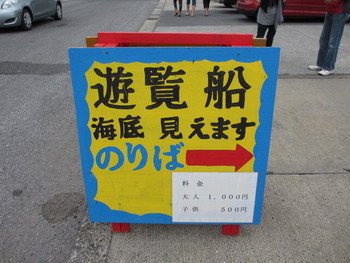 遊覧船
海底 見えます
のりば
料金
大人 1,000円
子供 500円